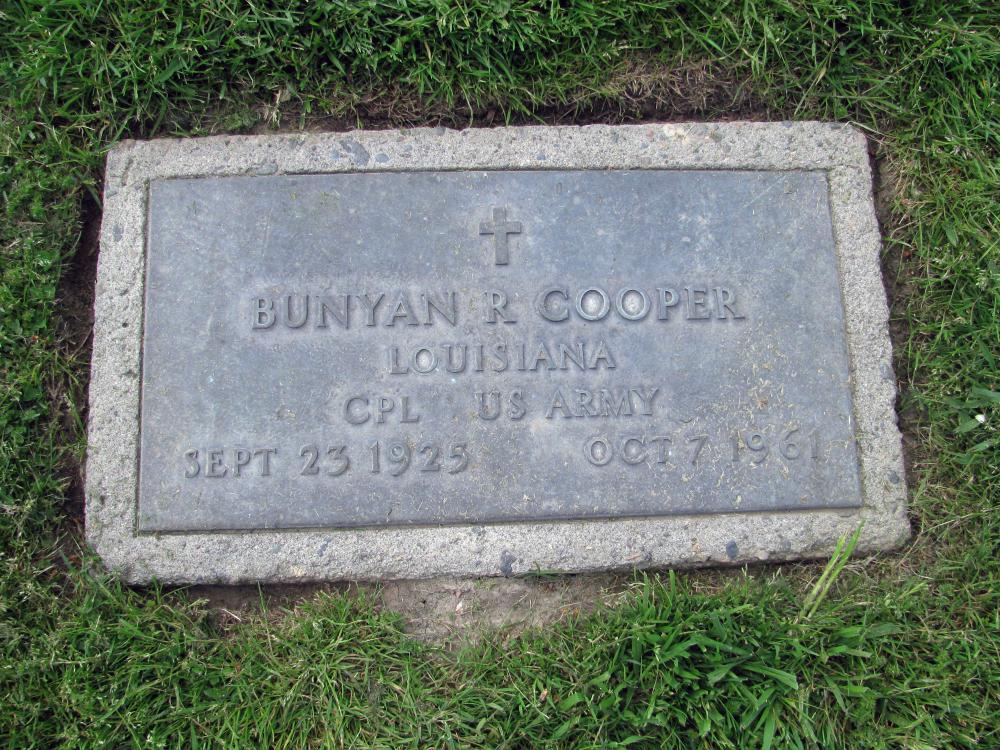 BUNYAN R COOPER
LOUISIANA
CPL US ARMY
SEPT 23 1925 OCT 7 1961